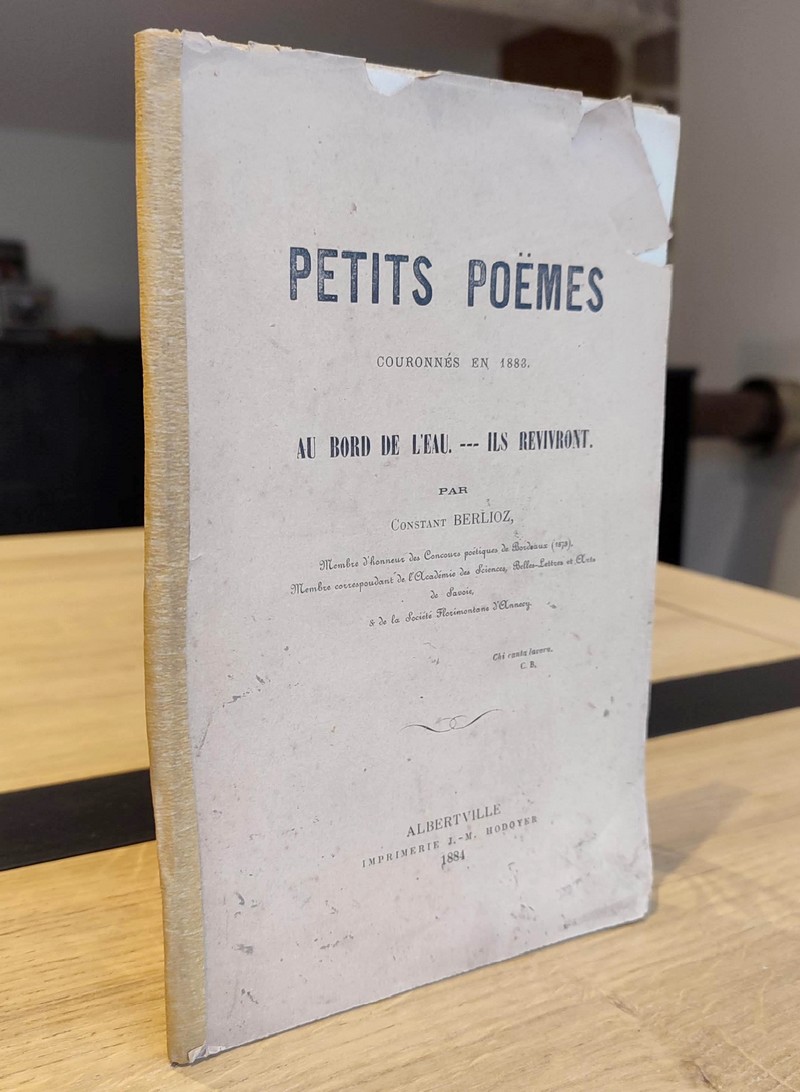 PETITS POËMES
COURONNÉS EN 1883.
AU BORD DE L'EAU. --- ILS REVIVRONT.
PAR
CONSTANT BERLIOZ,
Membre d'honneur des Concours poétiques de Bordeaux (1879).
Membre correspondant de l'Académie des Sciences, Belles-Lettres et Arts
de Savoie,
& de la Société Florimontane d'Annecy.
Chi canta lavora.
C. B.
ALBERTVILLE
IMPRIMERIE J.-M. HODOYER
1884